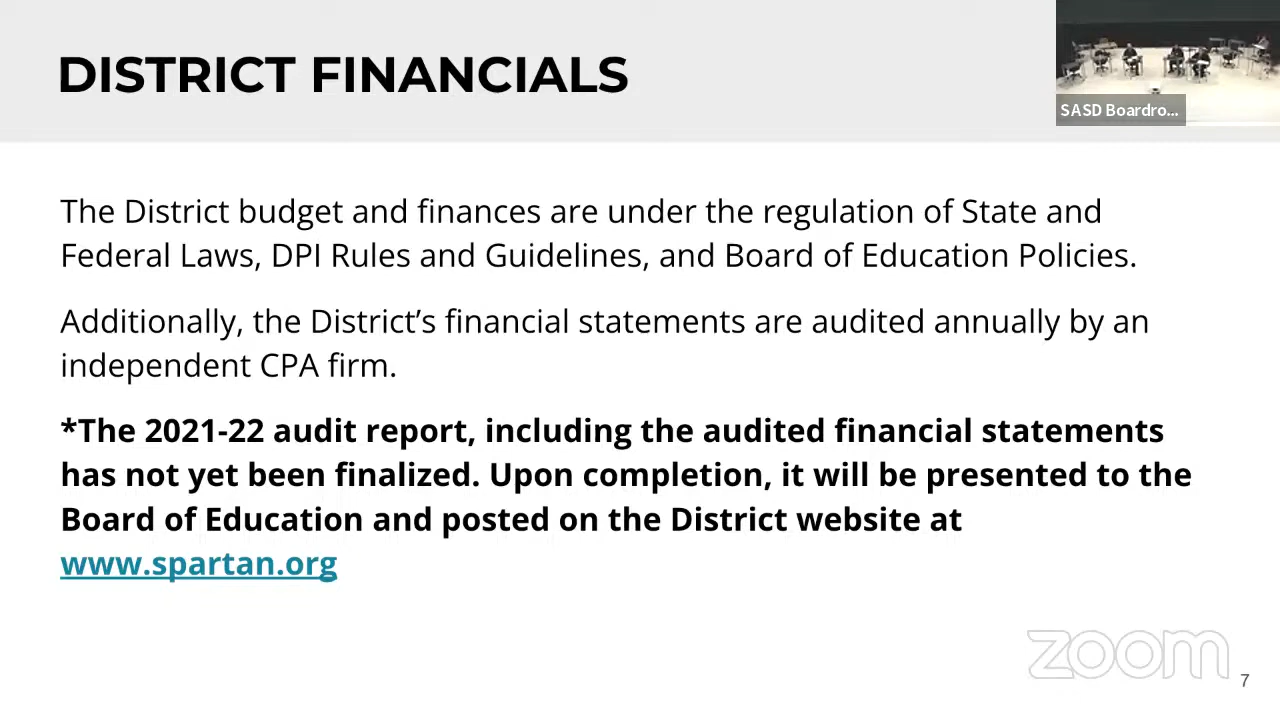 DISTRICT FINANCIALS
SASD Boardro...
The District budget and finances are under the regulation of State and
Federal Laws, DPI Rules and Guidelines, and Board of Education Policies.
Additionally, the District’s financial statements are audited annually by an
independent CPA firm.
*The 2021-22 audit report, including the audited financial statements
has not yet been finalized. Upon completion, it will be presented to the
Board of Education and posted on the District website at
www.spartan.org
zoom
7